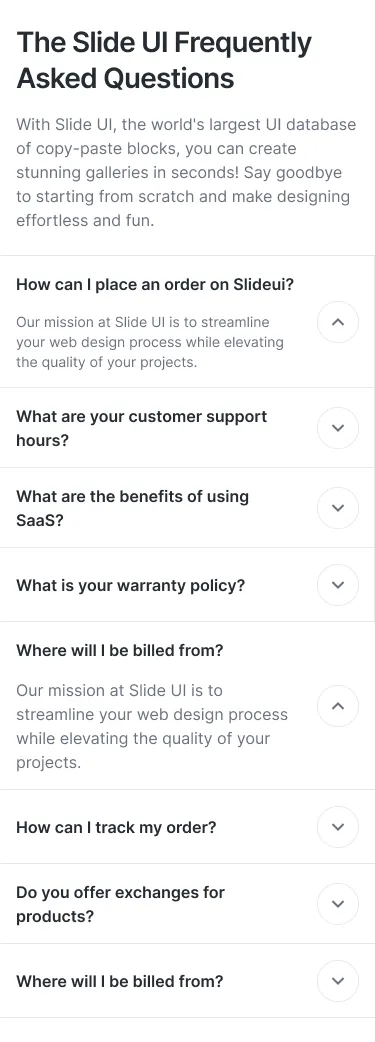 The Slide UI Frequently
Asked Questions
With Slide UI, the world's largest UI database
of copy-paste blocks, you can create
stunning galleries in seconds! Say goodbye
to starting from scratch and make designing
effortless and fun.
How can I place an order on Slideui?
Our mission at Slide UI is to streamline
your web design process while elevating
the quality of your projects.
What are your customer support
hours?
What are the benefits of using
SaaS?
What is your warranty policy?
Where will I be billed from?
Our mission at Slide UI is to
streamline your web design process
while elevating the quality of your
projects.
How can I track my order?
Do you offer exchanges for
products?
Where will I be billed from?